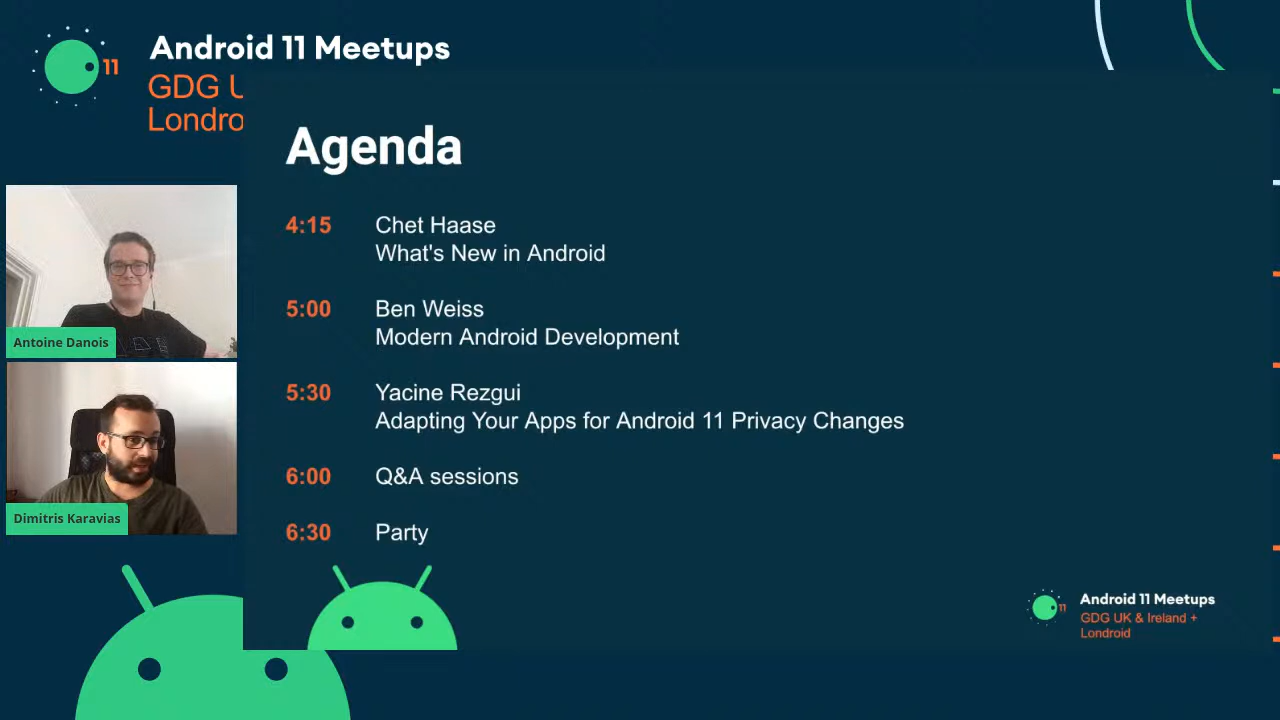 11
Android 11 Meetups
GDG U
Londro
Agenda
4:15 Chet Haase
What's New in Android
5:00 Ben Weiss
Modern Android Development
5:30 Yacine Rezgui
Adapting Your Apps for Android 11 Privacy Changes
6:00 Q&A sessions
6:30 Party
Antoine Danois
Dimitris Karavias
11
Android 11 Meetups
GDG UK & Ireland +
Londroid